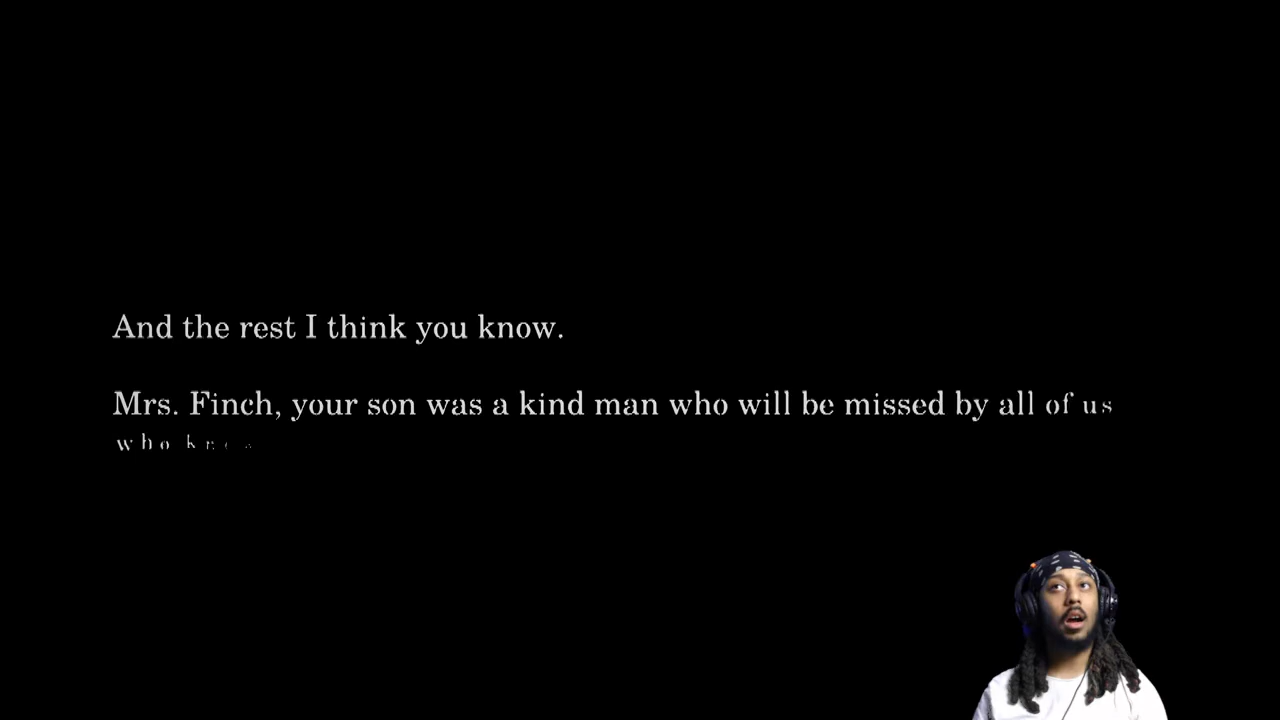 And the rest I think you know.
Mrs. Finch, your son was a kind man who will be missed by all of us
who